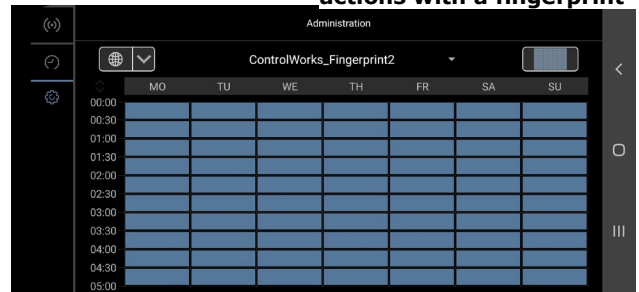 actions with a fingerprint
Administration
ControlWorks_Fingerprint2
MO TU WE TH FR SA SU
00:00
00:30
01:00
01:30
02:00
02:30
03:00
03:30
04:00
04:30
05:00